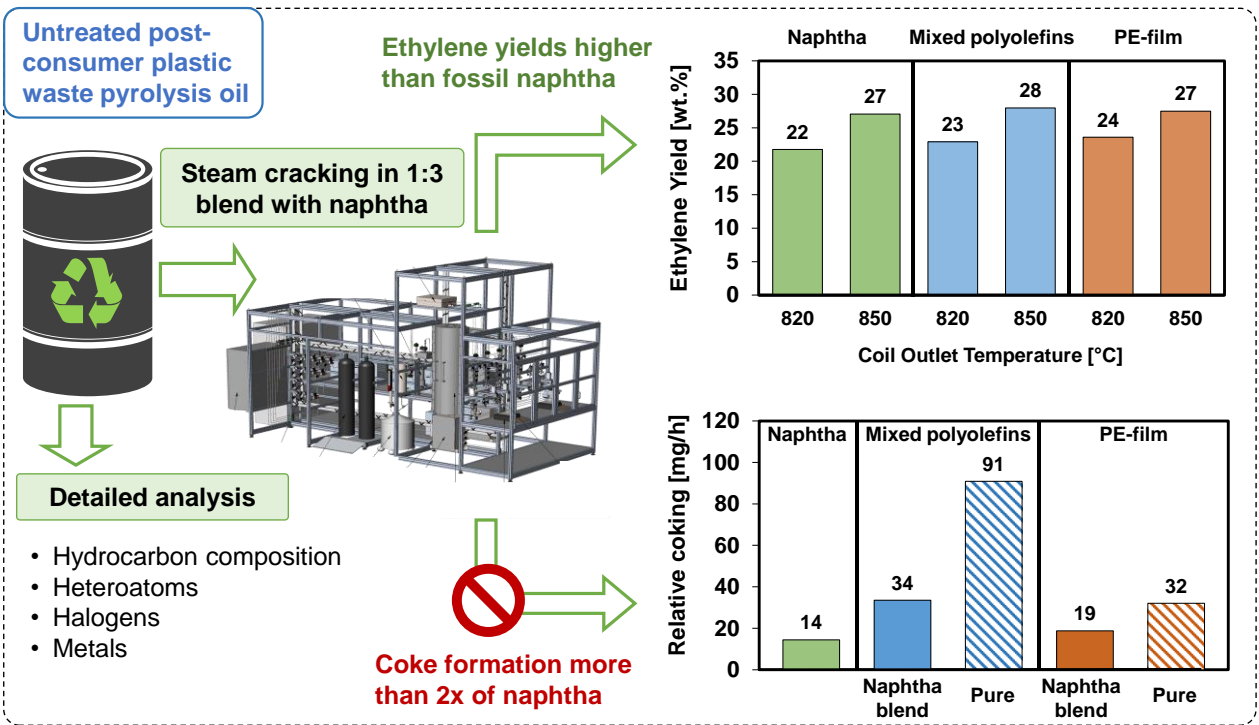 Untreated post-
consumer plastic
waste pyrolysis oil
Steam cracking in 1:3
blend with naphtha
Detailed analysis
• Hydrocarbon composition
• Heteroatoms
• Halogens
• Metals
Ethylene yields higher
than fossil naphtha
Coke formation more
than 2x of naphtha
Naphtha Mixed polyolefins PE-film
Ethylene Yield [wt.%]
35
30
25
20
15
10
5
0
22 27 23 28 24 27
820 850 820 850 820 850
Coil Outlet Temperature [°C]
Naphtha Mixed polyolefins PE-film
Relative coking [mg/h]
120
100
80
60
40
20
0
14 34 91 19 32
Naphtha
blend
Pure
Naphtha
blend
Pure